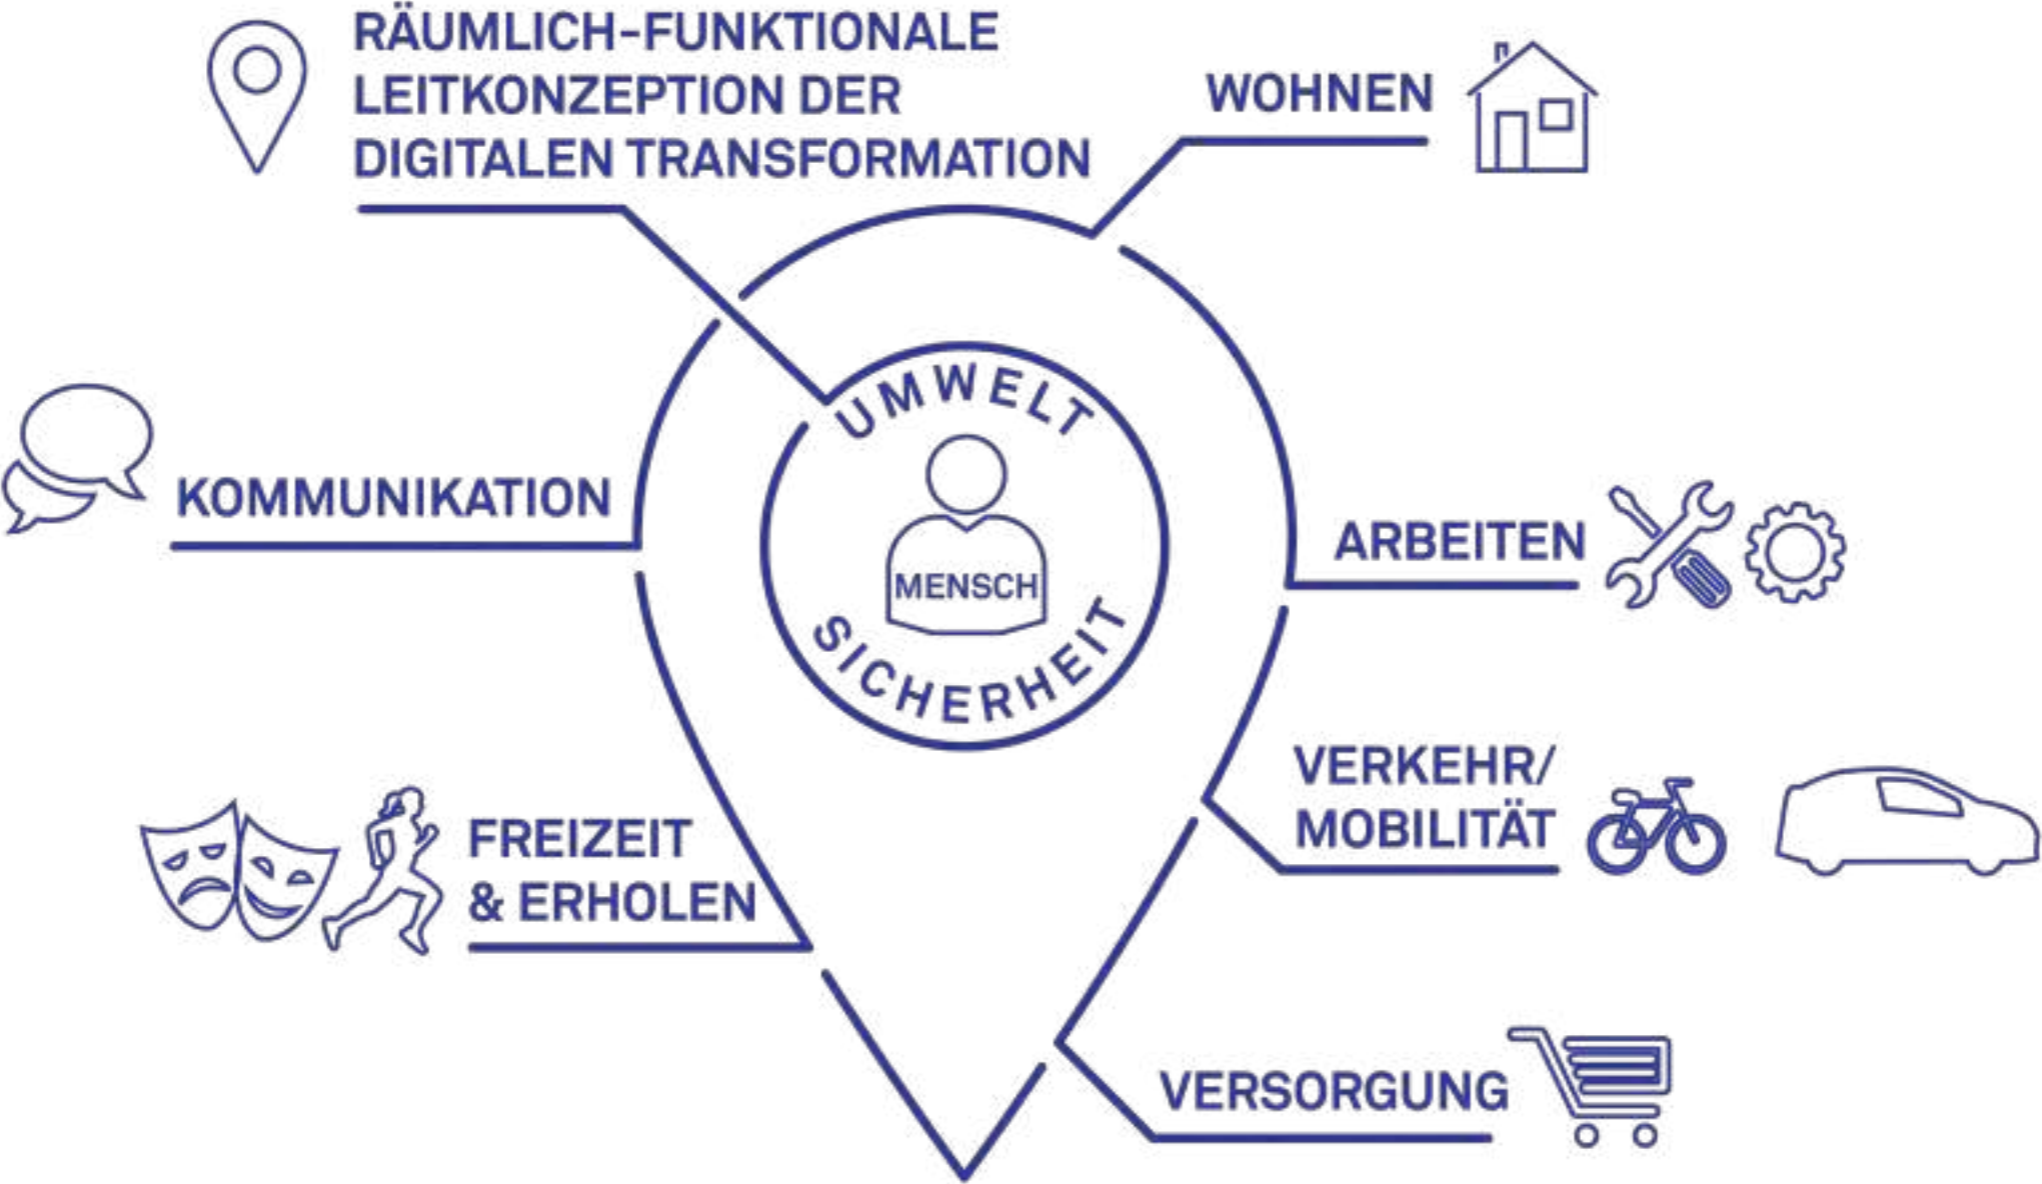 RÄUMLICH-FUNKTIONALE
LEITKONZEPTION DER
DIGITALEN TRANSFORMATION
WOHNEN
KOMMUNIKATION
UMWELT
MENSCH
SICHERHEIT
ARBEITEN
VERKEHR/
MOBILITÄT
FREIZEIT
& ERHOLEN
VERSORGUNG